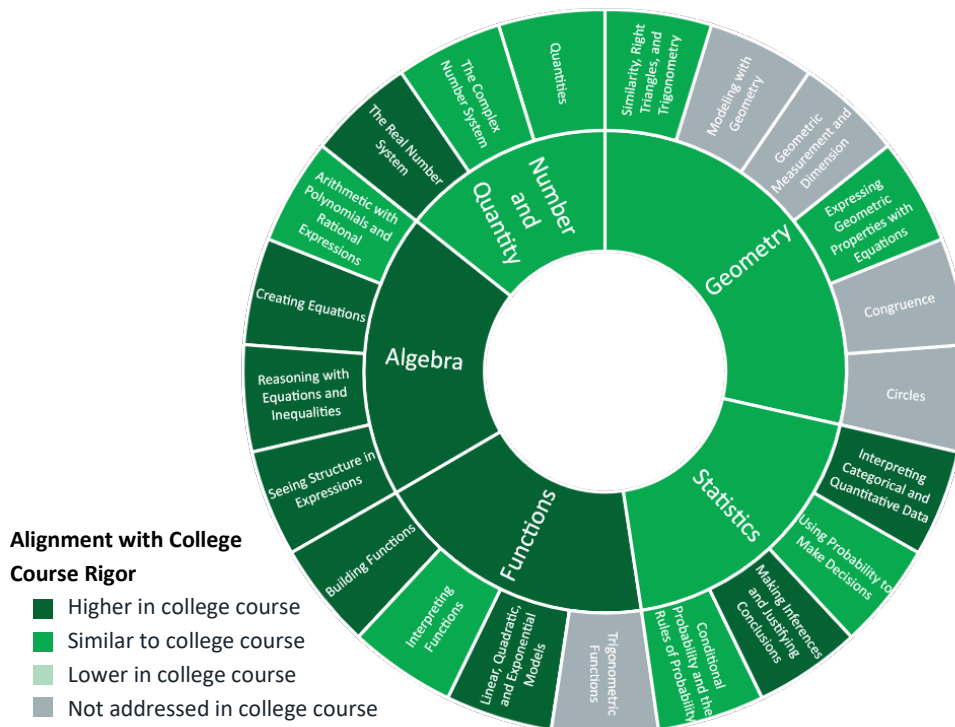 Quantities
Similarity, Right
Triangles, and
Trigonometry
Modeling with
Geometry
Geometric
Measurement and
Dimension
Expressing
Geometric
Properties with
Equations
Congruence
Circles
Interpreting
Categorical and
Quantitative Data
Using Probability to
Make Decisions
Making Inferences
and Justifying
Conclusions
Conditional
Probability and the
Rules of Probability
Trigonometric
Functions
Linear, Quadratic,
and Exponential
Models
Interpreting
Functions
Building Functions
Seeing Structure in
Expressions
Reasoning with
Equations and
Inequalities
Creating Equations
Arithmetic with
Polynomials and
Rational
Expressions
The Real Number
System
The Complex
Number System
Number
and
Quantity
Geometry
Statistics
Functions
Algebra
Alignment with College
Course Rigor
Higher in college course
Similar to college course
Lower in college course
Not addressed in college course